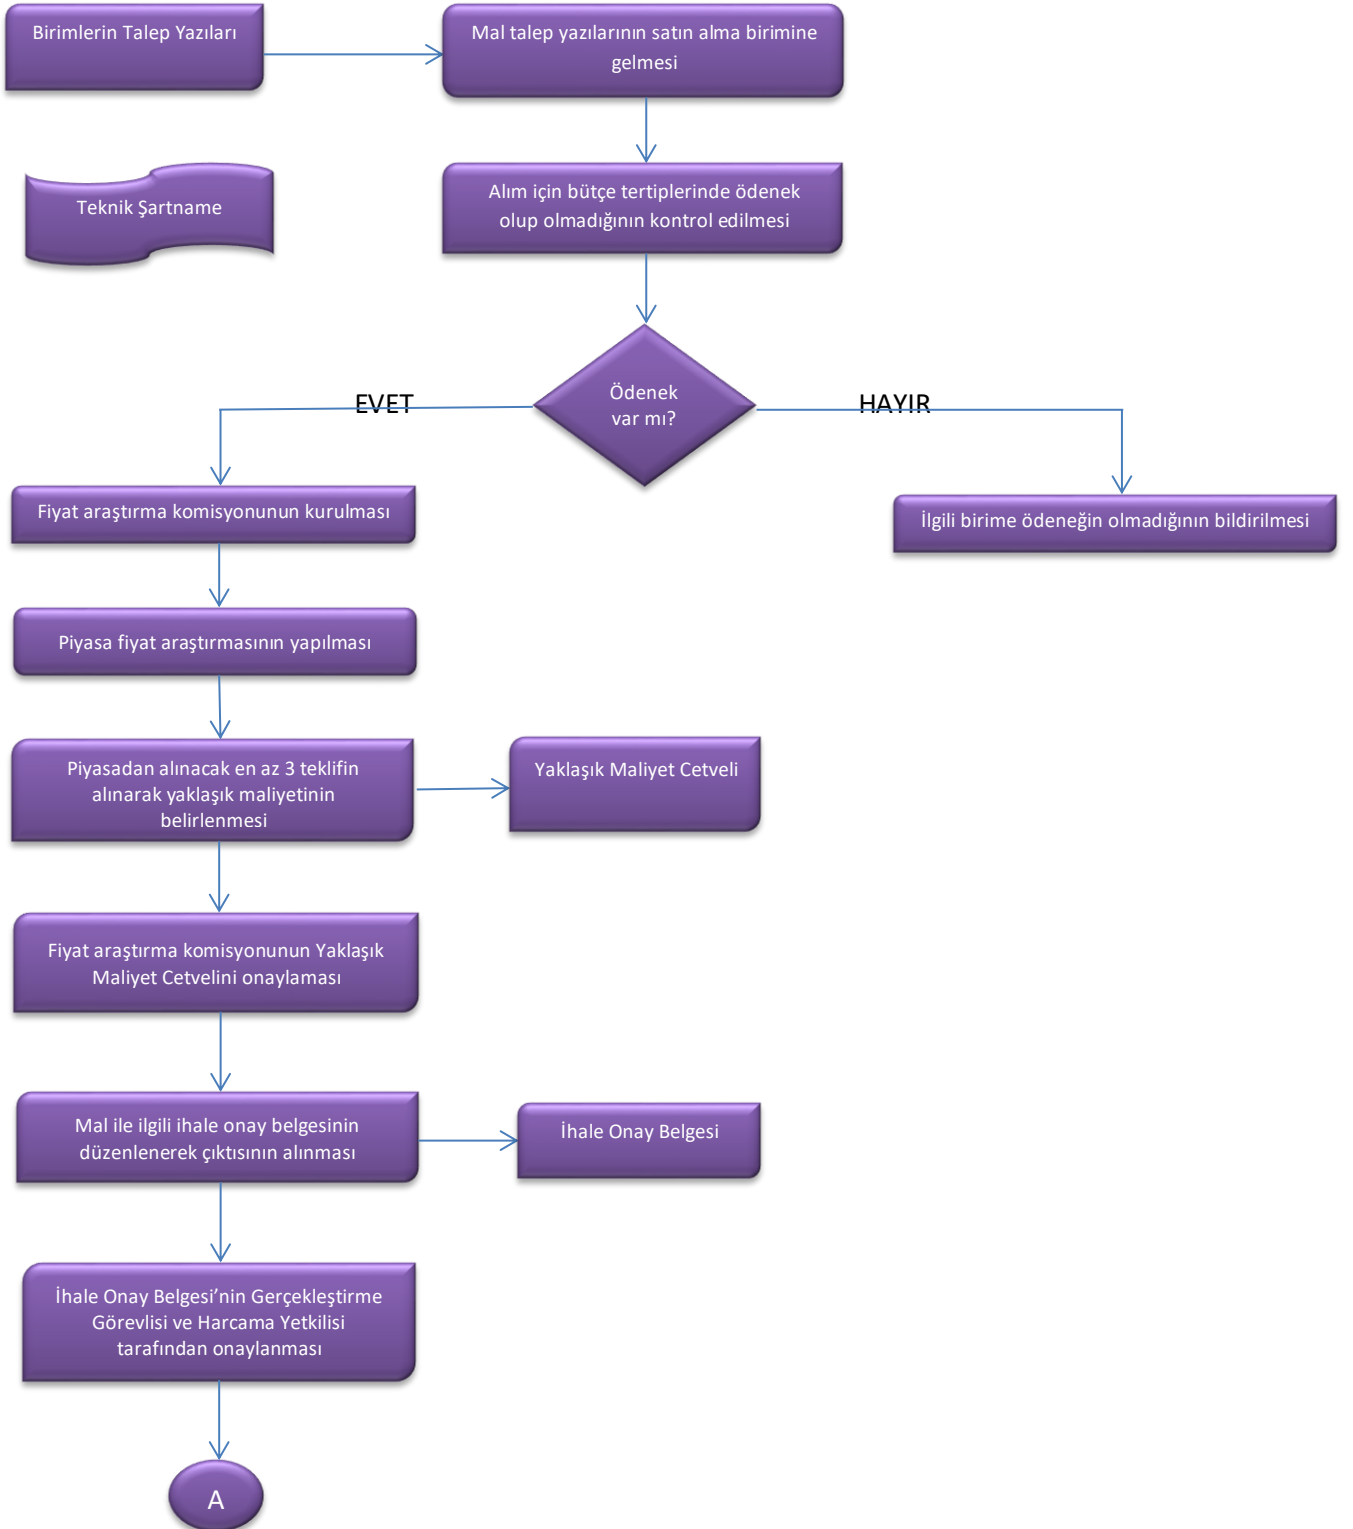 Birimlerin Talep Yazıları
Mal talep yazılarının satın alma birimine
gelmesi
Teknik Şartname
Alım için bütçe tertiplerinde ödenek
olup olmadığının kontrol edilmesi
Ödenek
var mı?
EVET
HAYIR
Fiyat araştırma komisyonunun kurulması
İlgili birime ödeneğin olmadığının bildirilmesi
Piyasa fiyat araştırmasının yapılması
Piyasadan alınacak en az 3 teklifin
alınarak yaklaşık maliyetinin
belirlenmesi
Yaklaşık Maliyet Cetveli
Fiyat araştırma komisyonunun Yaklaşık
Maliyet Cetvelini onaylaması
Mal ile ilgili ihale onay belgesinin
düzenlenerek çıktısının alınması
İhale Onay Belgesi
İhale Onay Belgesi’nin Gerçekleştirme
Görevlisi ve Harcama Yetkilisi
tarafından onaylanması
A